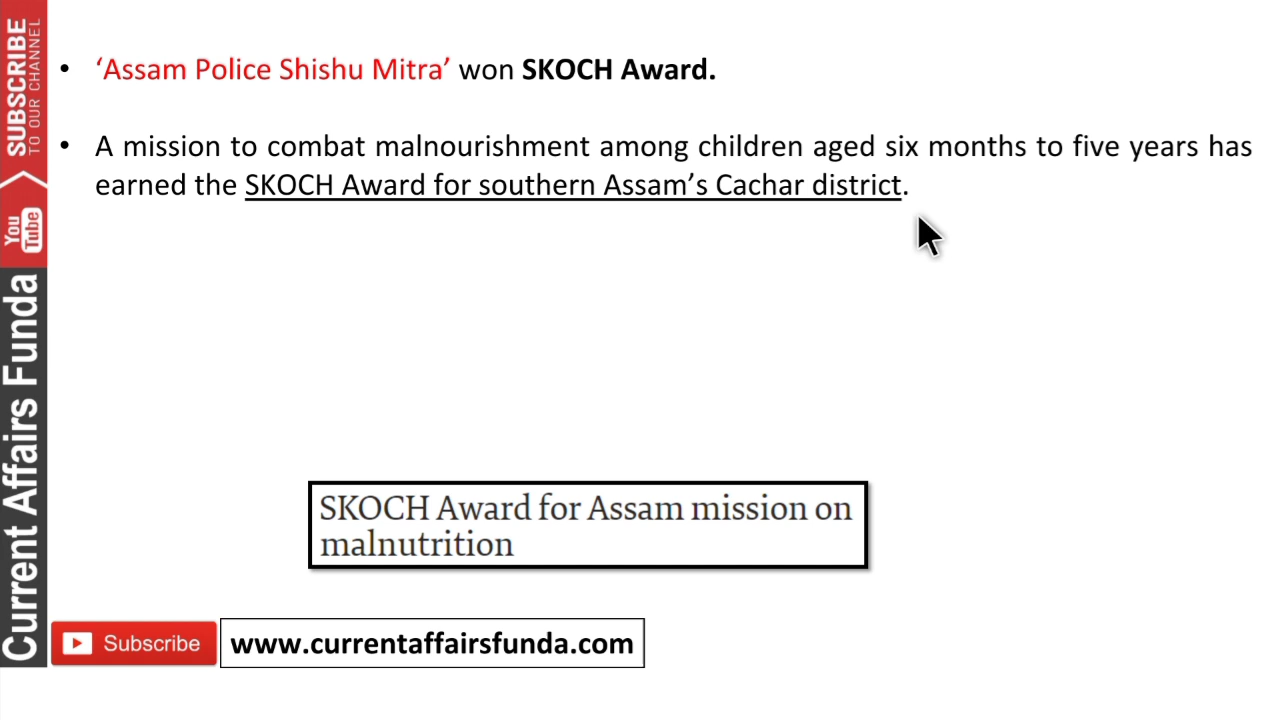 SUBSCRIBE
TO OUR CHANNEL
You
Tube
Current Affairs Funda
• ‘Assam Police Shishu Mitra’ won SKOCH Award.
• A mission to combat malnourishment among children aged six months to five years has
earned the SKOCH Award for southern Assam’s Cachar district.
SKOCH Award for Assam mission on
malnutrition
Subscribe
www.currentaffairsfunda.com